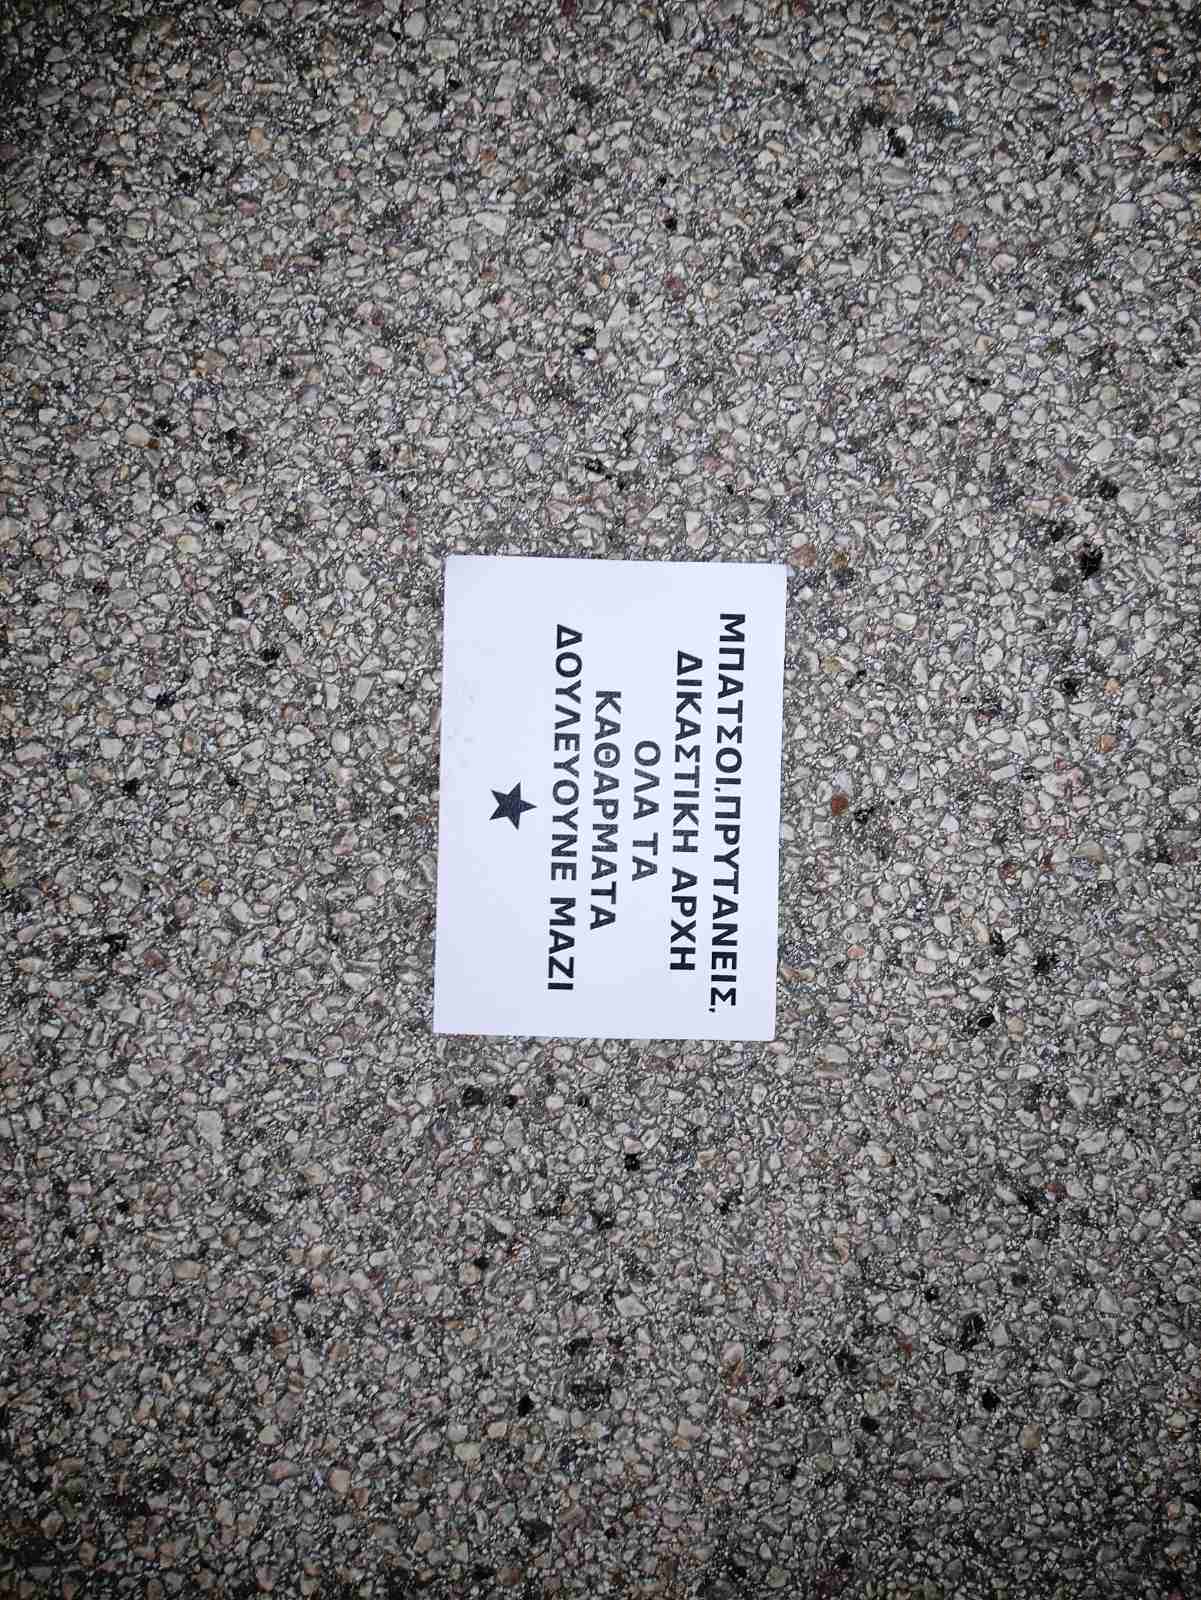 ΜΠΑΤΣΟΙ,ΠΡΥΤΑΝΕΙΣ,
ΔΙΚΑΣΤΙΚΗ ΑΡΧΗ
ΟΛΑ ΤΑ
ΚΑΘΑΡΜΑΤΑ
ΔΟΥΛΕΥΟΥΝΕ ΜΑΖΙ